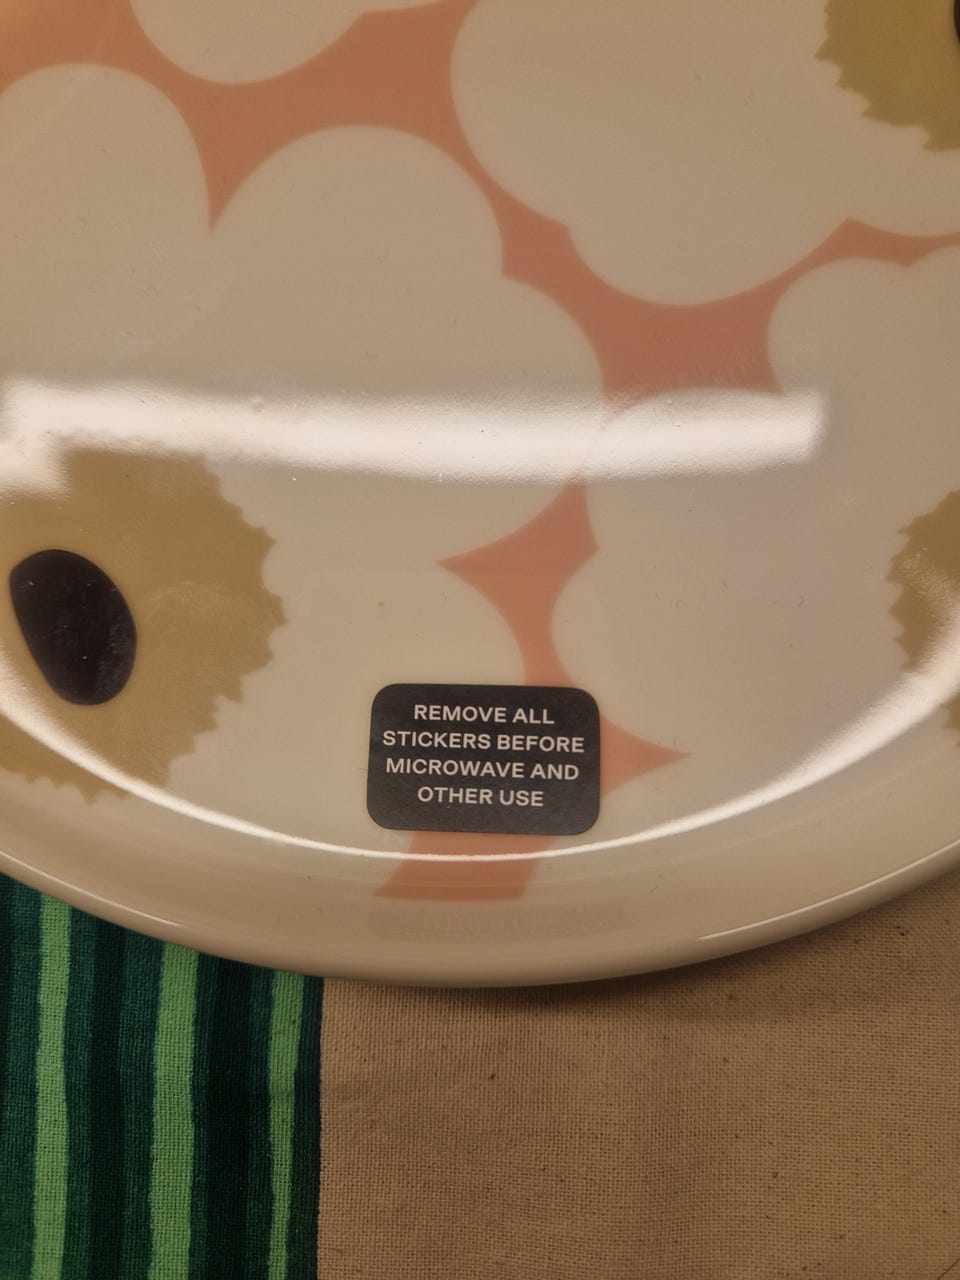 REMOVE ALL
STICKERS BEFORE
MICROWAVE AND
OTHER USE